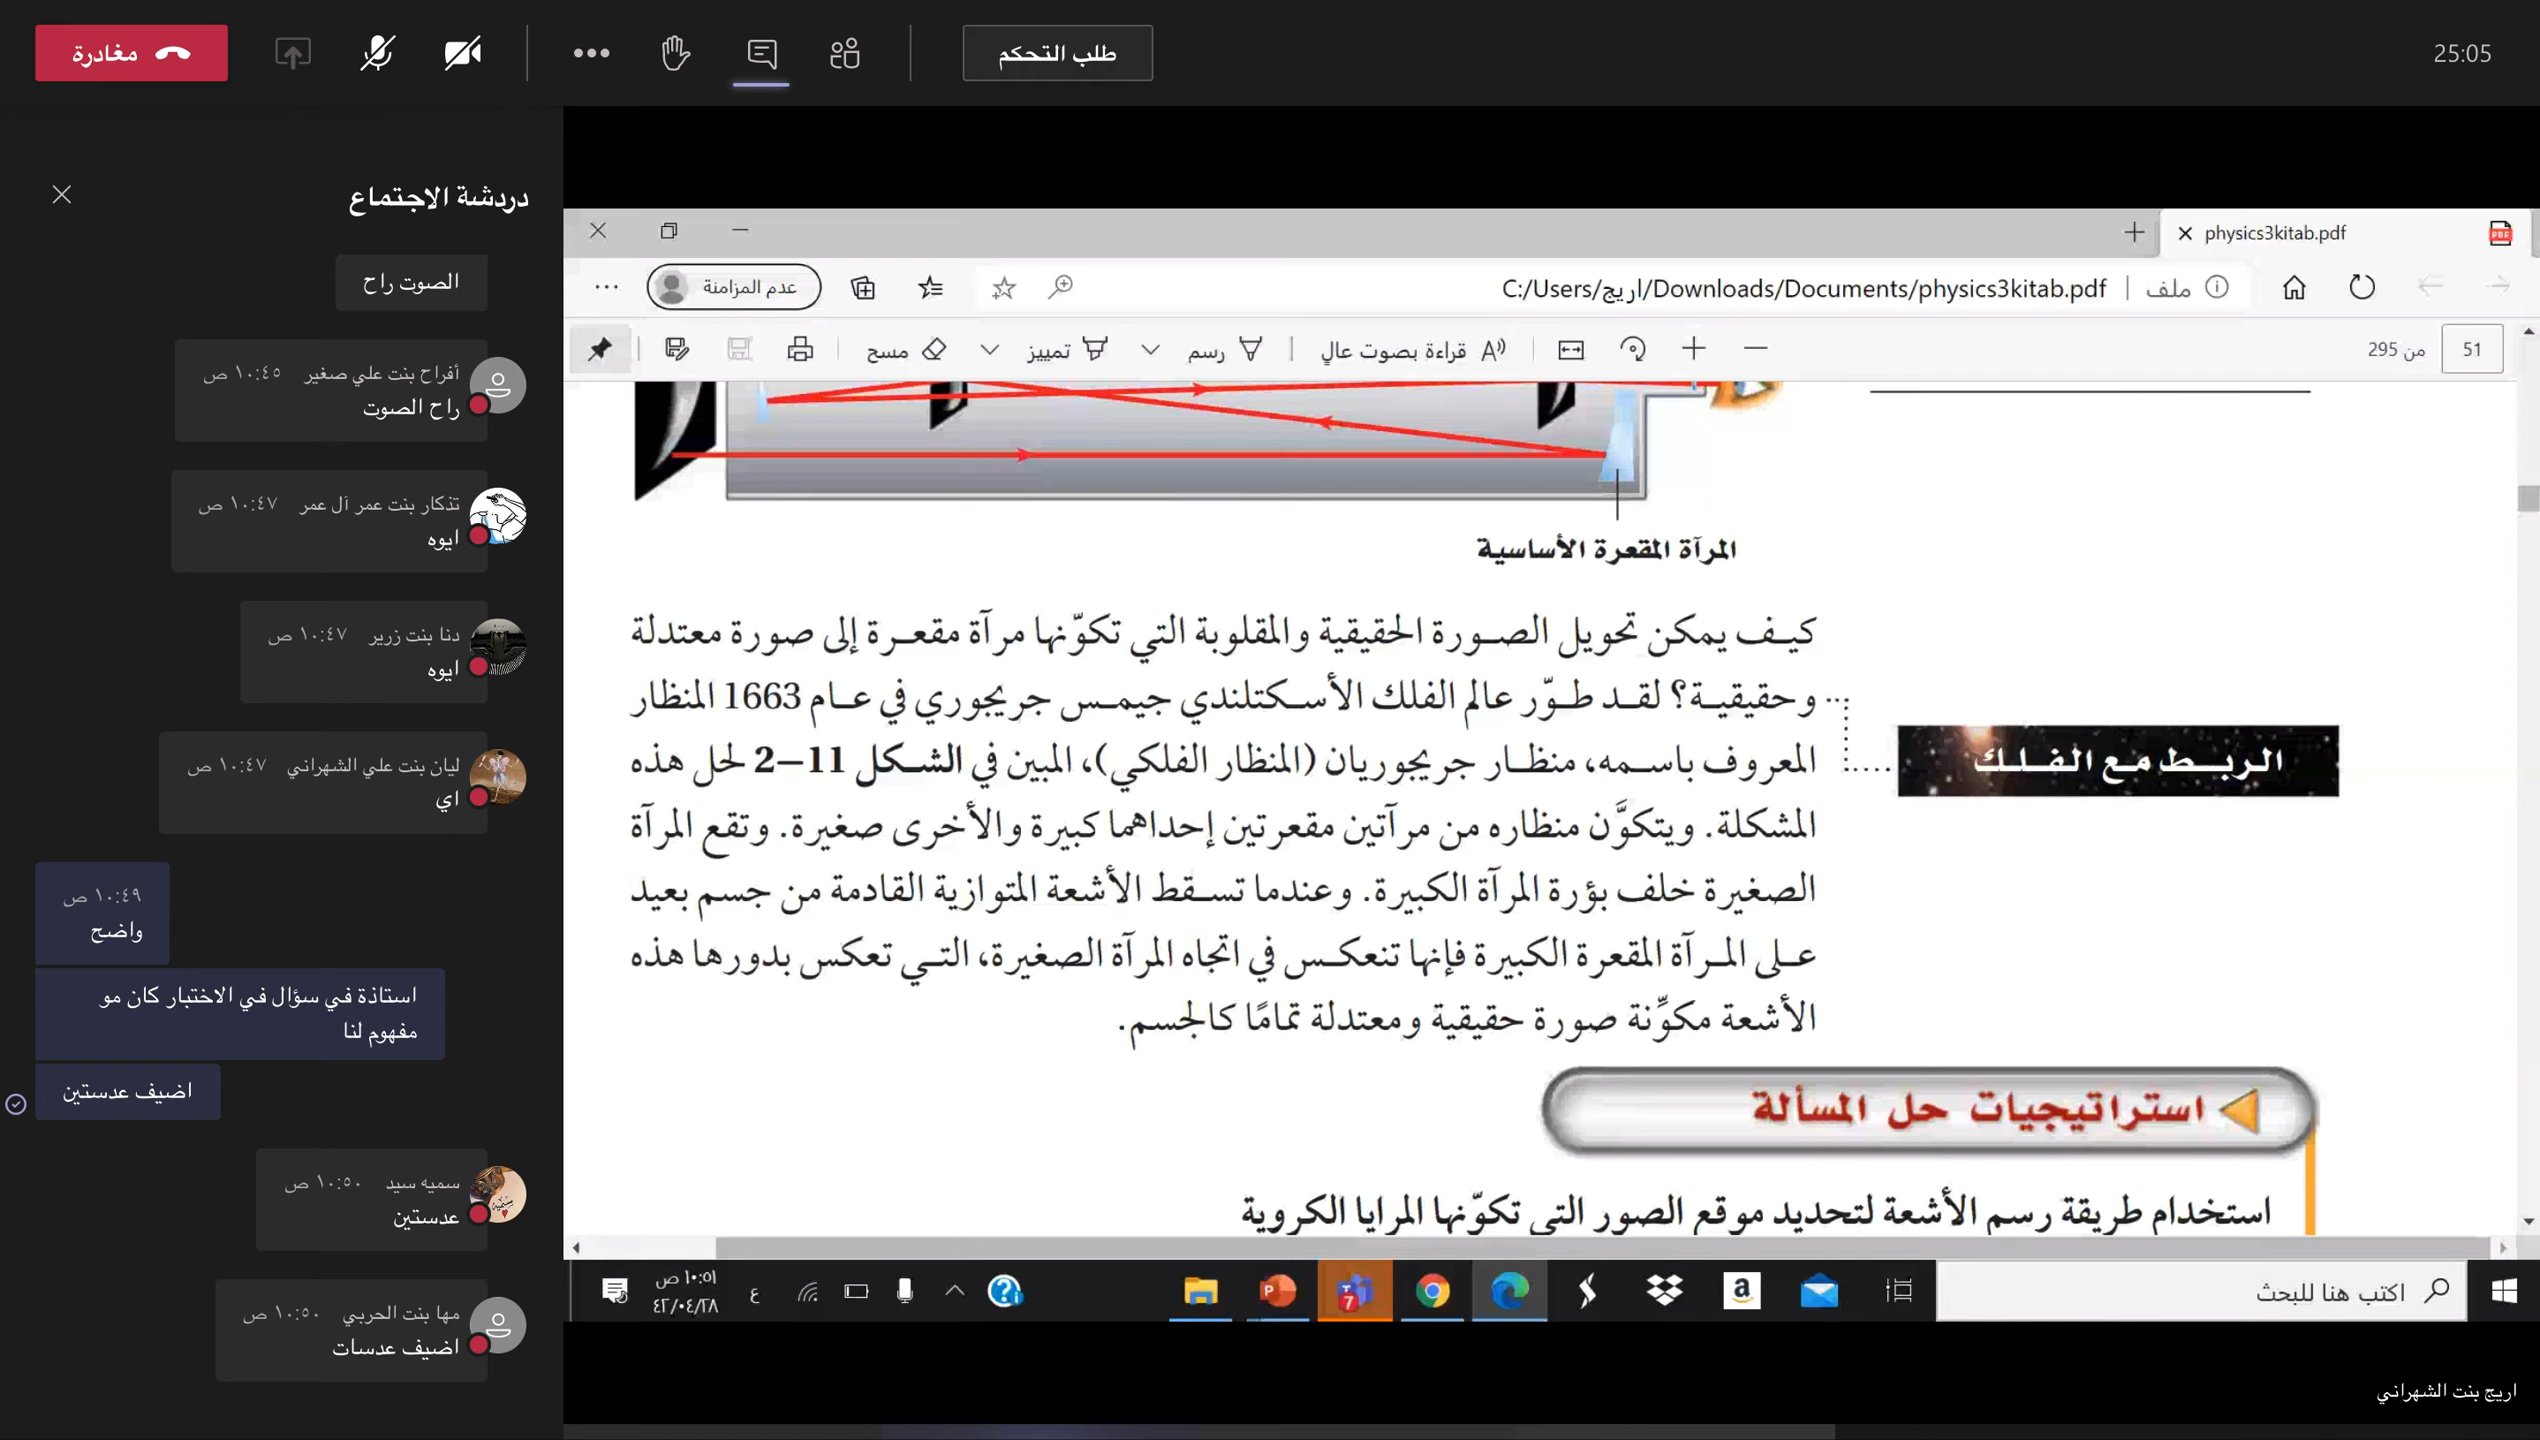 مغادرة
طلب التحكم
25:05
دردشة الاجتماع
الصوت راح
أفراح بنت علي صغير ١٠:٤٥ ص
راح الصوت
تذكار بنت عمر آل عمر ١٠:٤٧ ص
ايوه
دنا بنت زرير ١٠:٤٧ ص
ايوه
ليان بنت علي الشهراني ١٠:٤٧ ص
اي
١٠:٤٩ ص
واضح
استاذة في سؤال في الاختبار كان مو
مفهوم لنا
اضيف عدستين
سميه سيد ١٠:٥٠ ص
عدستين
مها بنت الحربي ١٠:٥٠ ص
اضيف عدسات
physics3kitab.pdf
عدم المزامنة
ملف C:/Users/اريج/Downloads/Documents/physics3kitab.pdf
51 من 295
قراءة بصوت عالٍ
رسم
تمييز
مسح
المرآة المقعرة الأساسية
كيف يمكن تحويل الصورة الحقيقية والمقلوبة التي تكوّنها مرآة مقعرة إلى صورة معتدلة
وحقيقية؟ لقد طوّر عالم الفلك الأسكتلندي جيمس جريجوري في عام 1663 المنظار
المعروف باسمه، منظار جريجوريان (المنظار الفلكي)، المبين في الشكل 11–2 لحل هذه
المشكلة. ويتكوَّن منظاره من مرآتين مقعرتين إحداهما كبيرة والأخرى صغيرة. وتقع المرآة
الصغيرة خلف بؤرة المرآة الكبيرة. وعندما تسقط الأشعة المتوازية القادمة من جسم بعيد
على المرآة المقعرة الكبيرة فإنها تنعكس في اتجاه المرآة الصغيرة، التي تعكس بدورها هذه
الأشعة مكوِّنة صورة حقيقية ومعتدلة تمامًا كالجسم.
الربط مع الفلك
استراتيجيات حل المسألة
استخدام طريقة رسم الأشعة لتحديد موقع الصور التي تكوّنها المرايا الكروية
اكتب هنا للبحث
7
ع
١٠:٥١ ص
٤٢/٠٤/٢٨
اريج بنت الشهراني